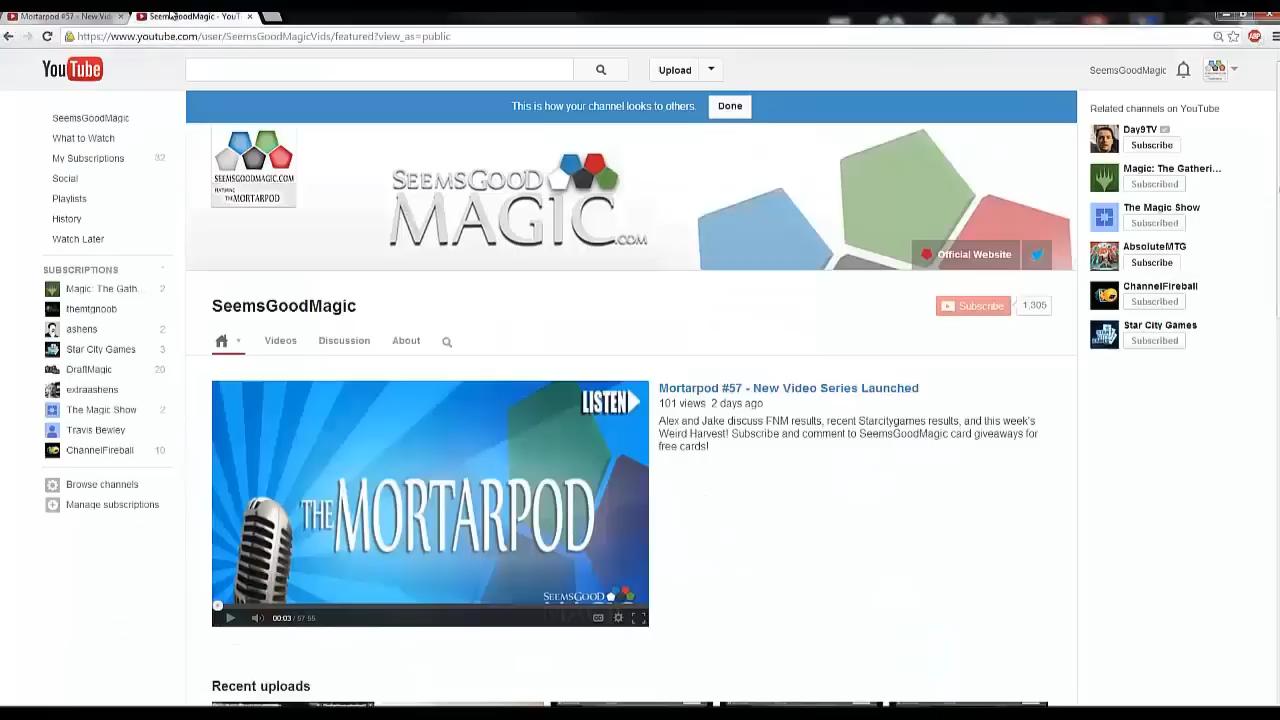 Mortarpod #57 - New Vid
SeemsGoodMagic - YouT
https://www.youtube.com/user/SeemsGoodMagicVids/featured?view_as=public
ABP
YouTube
Upload
SeemsGoodMagic
This is how your channel looks to others.
Done
SeemsGoodMagic
What to Watch
My Subscriptions 32
Social
Playlists
History
Watch Later
SUBSCRIPTIONS
Magic: The Gath... 2
themtgnoob
ashens 2
Star City Games 3
DraftMagic 20
extraashens
The Magic Show 2
Travis Bewley
ChannelFireball 10
Browse channels
Manage subscriptions
SEEMSGOODMAGIC.COM
FEATURING
THE MORTARPOD
SEEMSGOOD
MAGIC.COM
Official Website
SeemsGoodMagic
Subscribe 1,305
Videos Discussion About
LISTEN
THE MORTARPOD
SEEMSGOOD
00:03 / 57:55
Mortarpod #57 - New Video Series Launched
101 views 2 days ago
Alex and Jake discuss FNM results, recent Starcitygames results, and this week's
Weird Harvest! Subscribe and comment to SeemsGoodMagic card giveaways for
free cards!
Recent uploads
Related channels on YouTube
Day9TV
Subscribe
Magic: The Gatheri...
Subscribed
The Magic Show
Subscribed
AbsoluteMTG
Subscribe
ChannelFireball
Subscribed
Star City Games
Subscribed